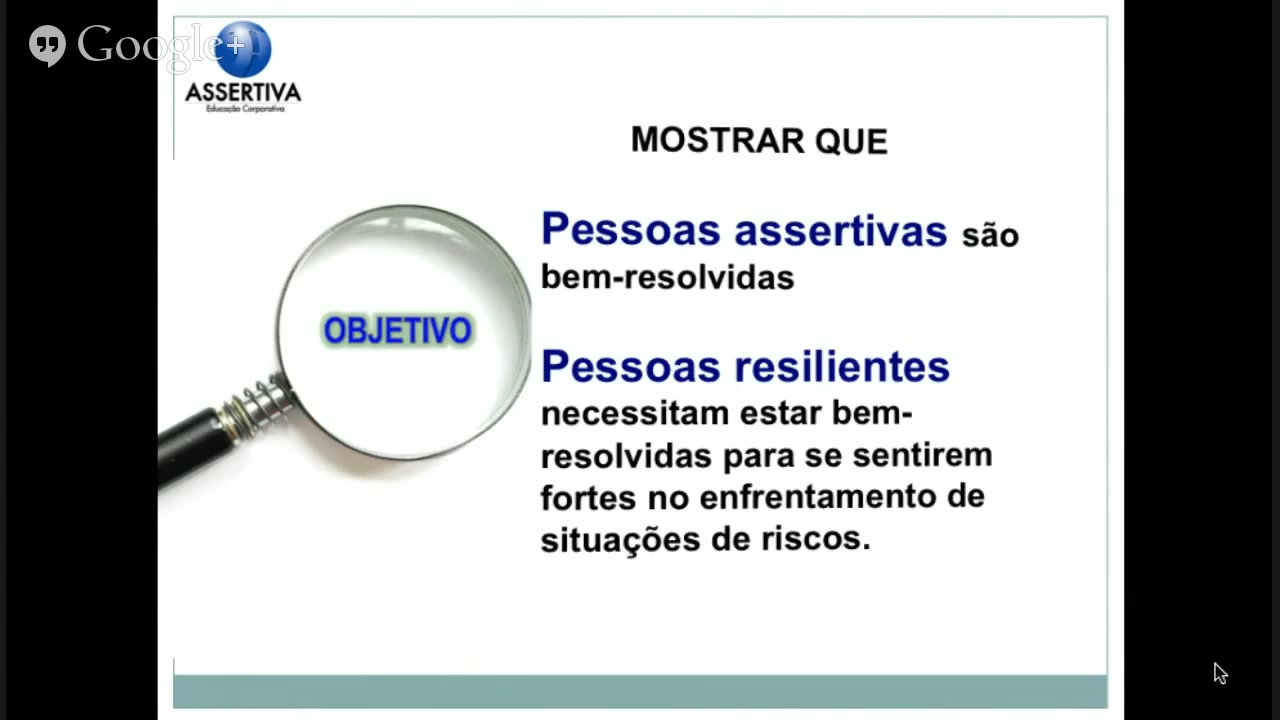 Google+
ASSERTIVA
Educação Corporativa
MOSTRAR QUE
Pessoas assertivas são
bem-resolvidas
OBJETIVO
Pessoas resilientes
necessitam estar bem-
resolvidas para se sentirem
fortes no enfrentamento de
situações de riscos.